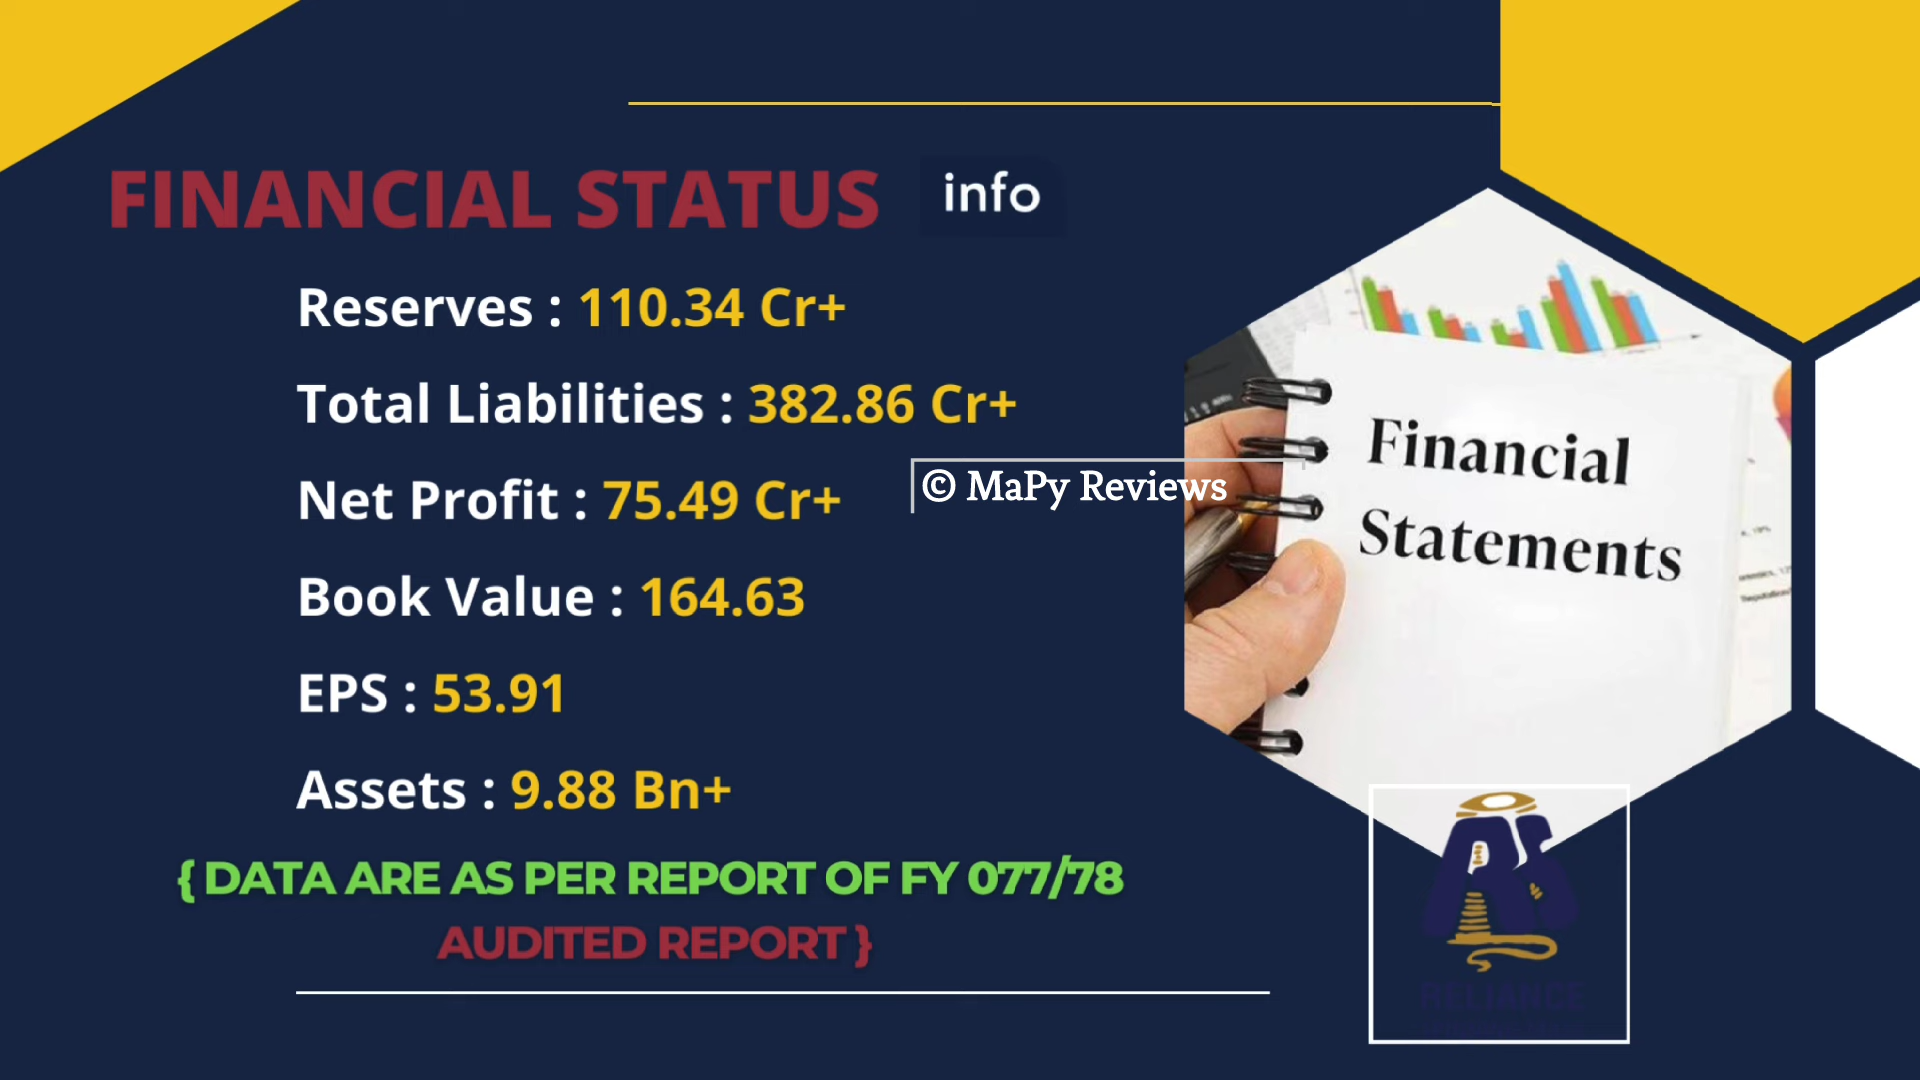 FINANCIAL STATUS info
Reserves : 110.34 Cr+
Total Liabilities : 382.86 Cr+
Net Profit : 75.49 Cr+
© MaPy Reviews
Book Value : 164.63
EPS : 53.91
Assets : 9.88 Bn+
{ DATA ARE AS PER REPORT OF FY 077/78
AUDITED REPORT }
Financial
Statements
RELIANCE